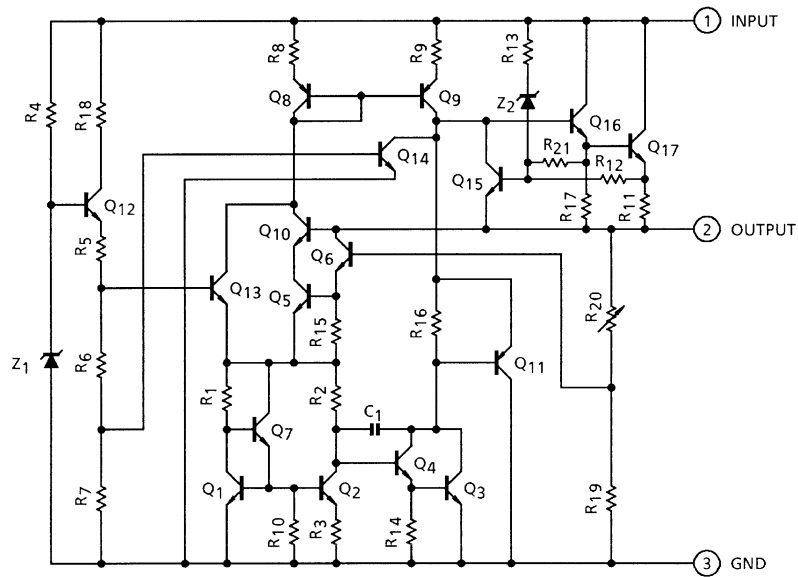 1 INPUT
R13
R8
R9
R4
R18
Q8
Q9
Z2
Q16
R21
Q14
R12
Q17
Q15
Q12
R17
R11
Q10
2 OUTPUT
R5
Q6
Q13
Q5
R20
R15
R16
Z1
R6
Q11
R1
R2
C1
Q7
Q4
Q1
Q2
Q3
R7
R19
R10
R3
R14
3 GND